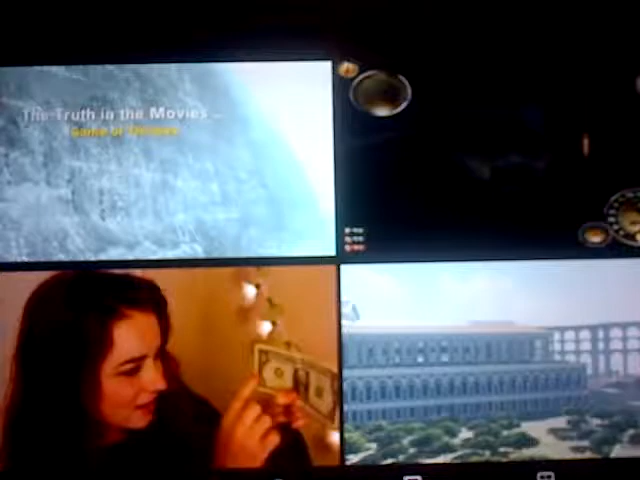 The Truth in the Movies ...
Game of Thrones